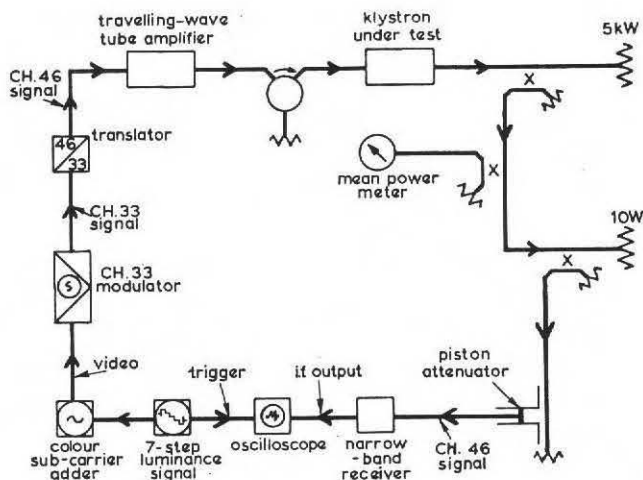 travelling-wave
tube amplifier
klystron
under test
5kW
CH.46
signal
X
46
33
translator
X
mean power
meter
CH.33
signal
10W
X
CH.33
modulator
S
video
trigger
i.f output
piston
attenuator
colour
sub-carrier
adder
7-step
luminance
signal
oscilloscope
narrow
-band
receiver
CH. 46
signal